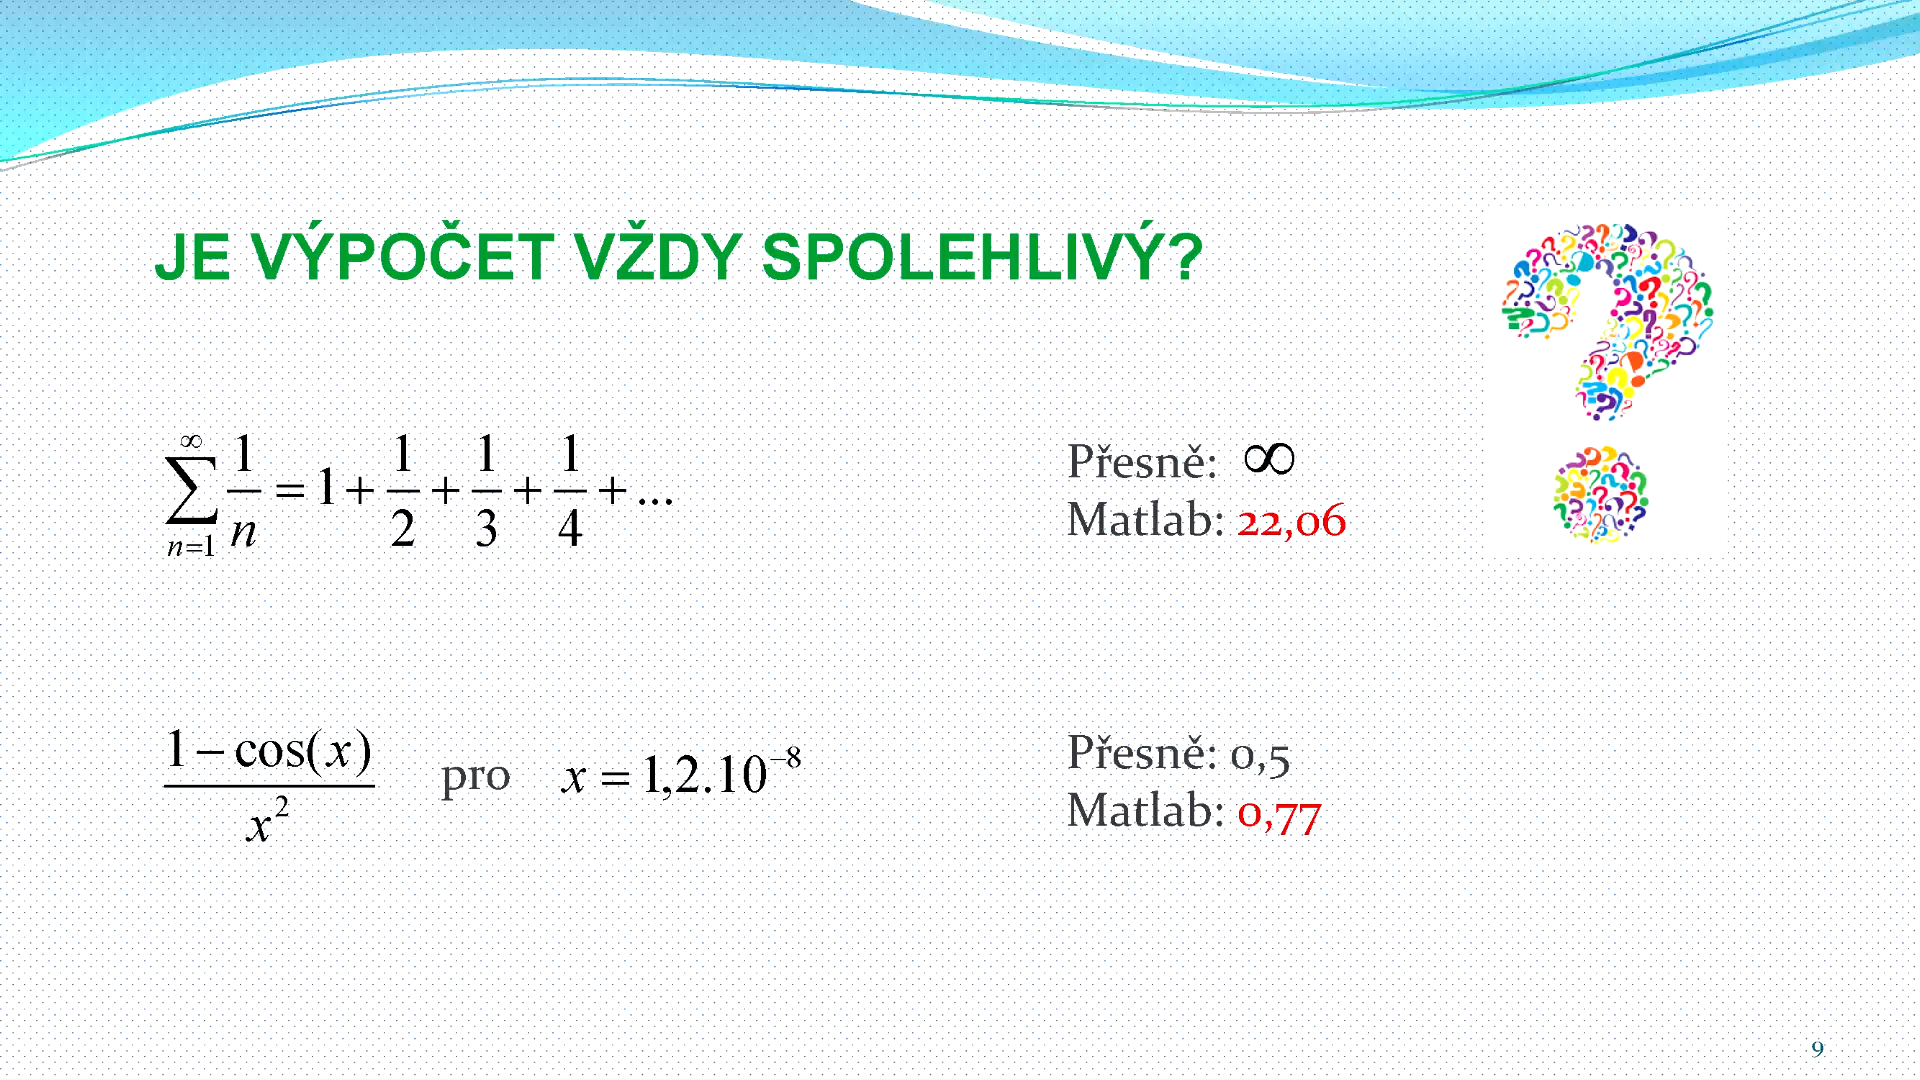 JE VÝPOČET VŽDY SPOLEHLIVÝ?
∑_{n=1}^{∞} 1/n = 1 + 1/2 + 1/3 + 1/4 + ...
Přesně: ∞
Matlab: 22,06
(1 − cos(x))/x² pro x = 1,2.10⁻⁸
Přesně: 0,5
Matlab: 0,77
9